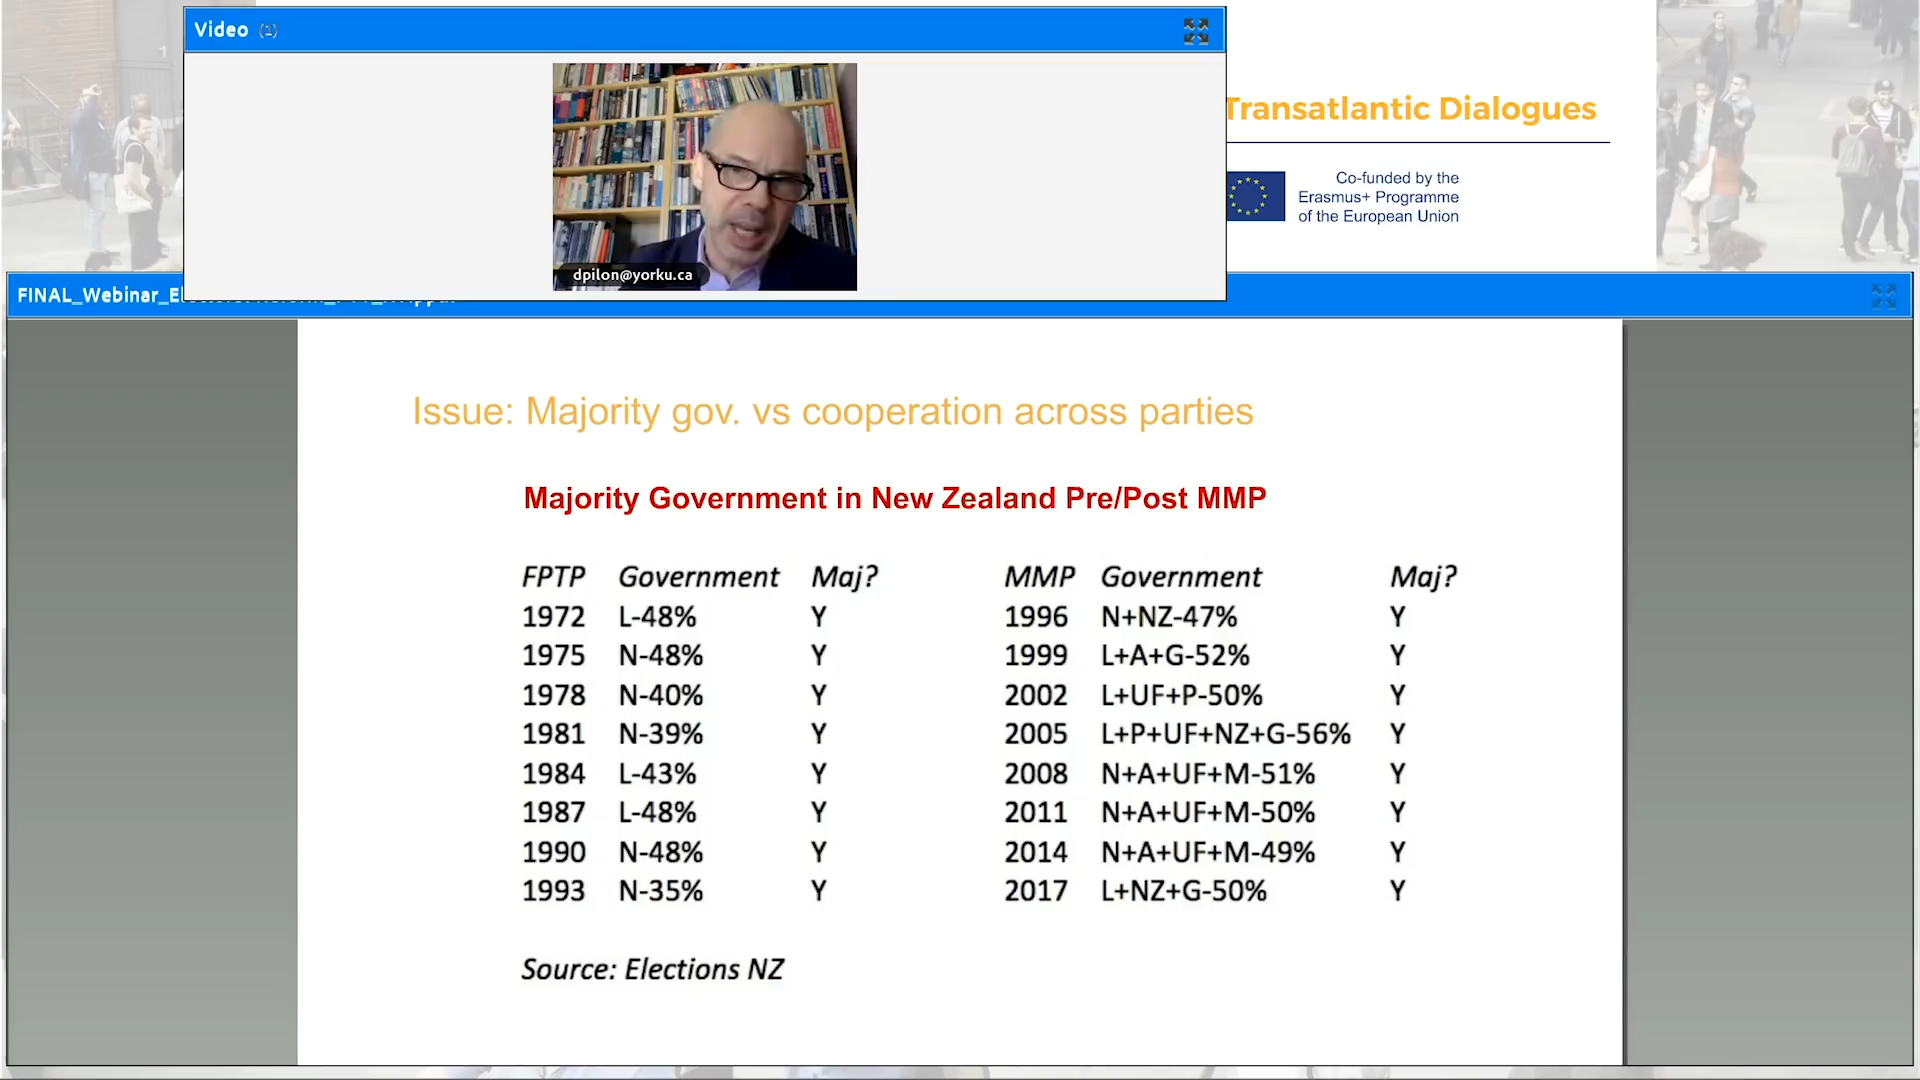 Video (1)
dpilon@yorku.ca
Transatlantic Dialogues
Co-funded by the
Erasmus+ Programme
of the European Union
Issue: Majority gov. vs cooperation across parties
Majority Government in New Zealand Pre/Post MMP
FPTP Government Maj? MMP Government Maj?
1972 L-48% Y 1996 N+NZ-47% Y
1975 N-48% Y 1999 L+A+G-52% Y
1978 N-40% Y 2002 L+UF+P-50% Y
1981 N-39% Y 2005 L+P+UF+NZ+G-56% Y
1984 L-43% Y 2008 N+A+UF+M-51% Y
1987 L-48% Y 2011 N+A+UF+M-50% Y
1990 N-48% Y 2014 N+A+UF+M-49% Y
1993 N-35% Y 2017 L+NZ+G-50% Y
Source: Elections NZ
FINAL_Webinar_